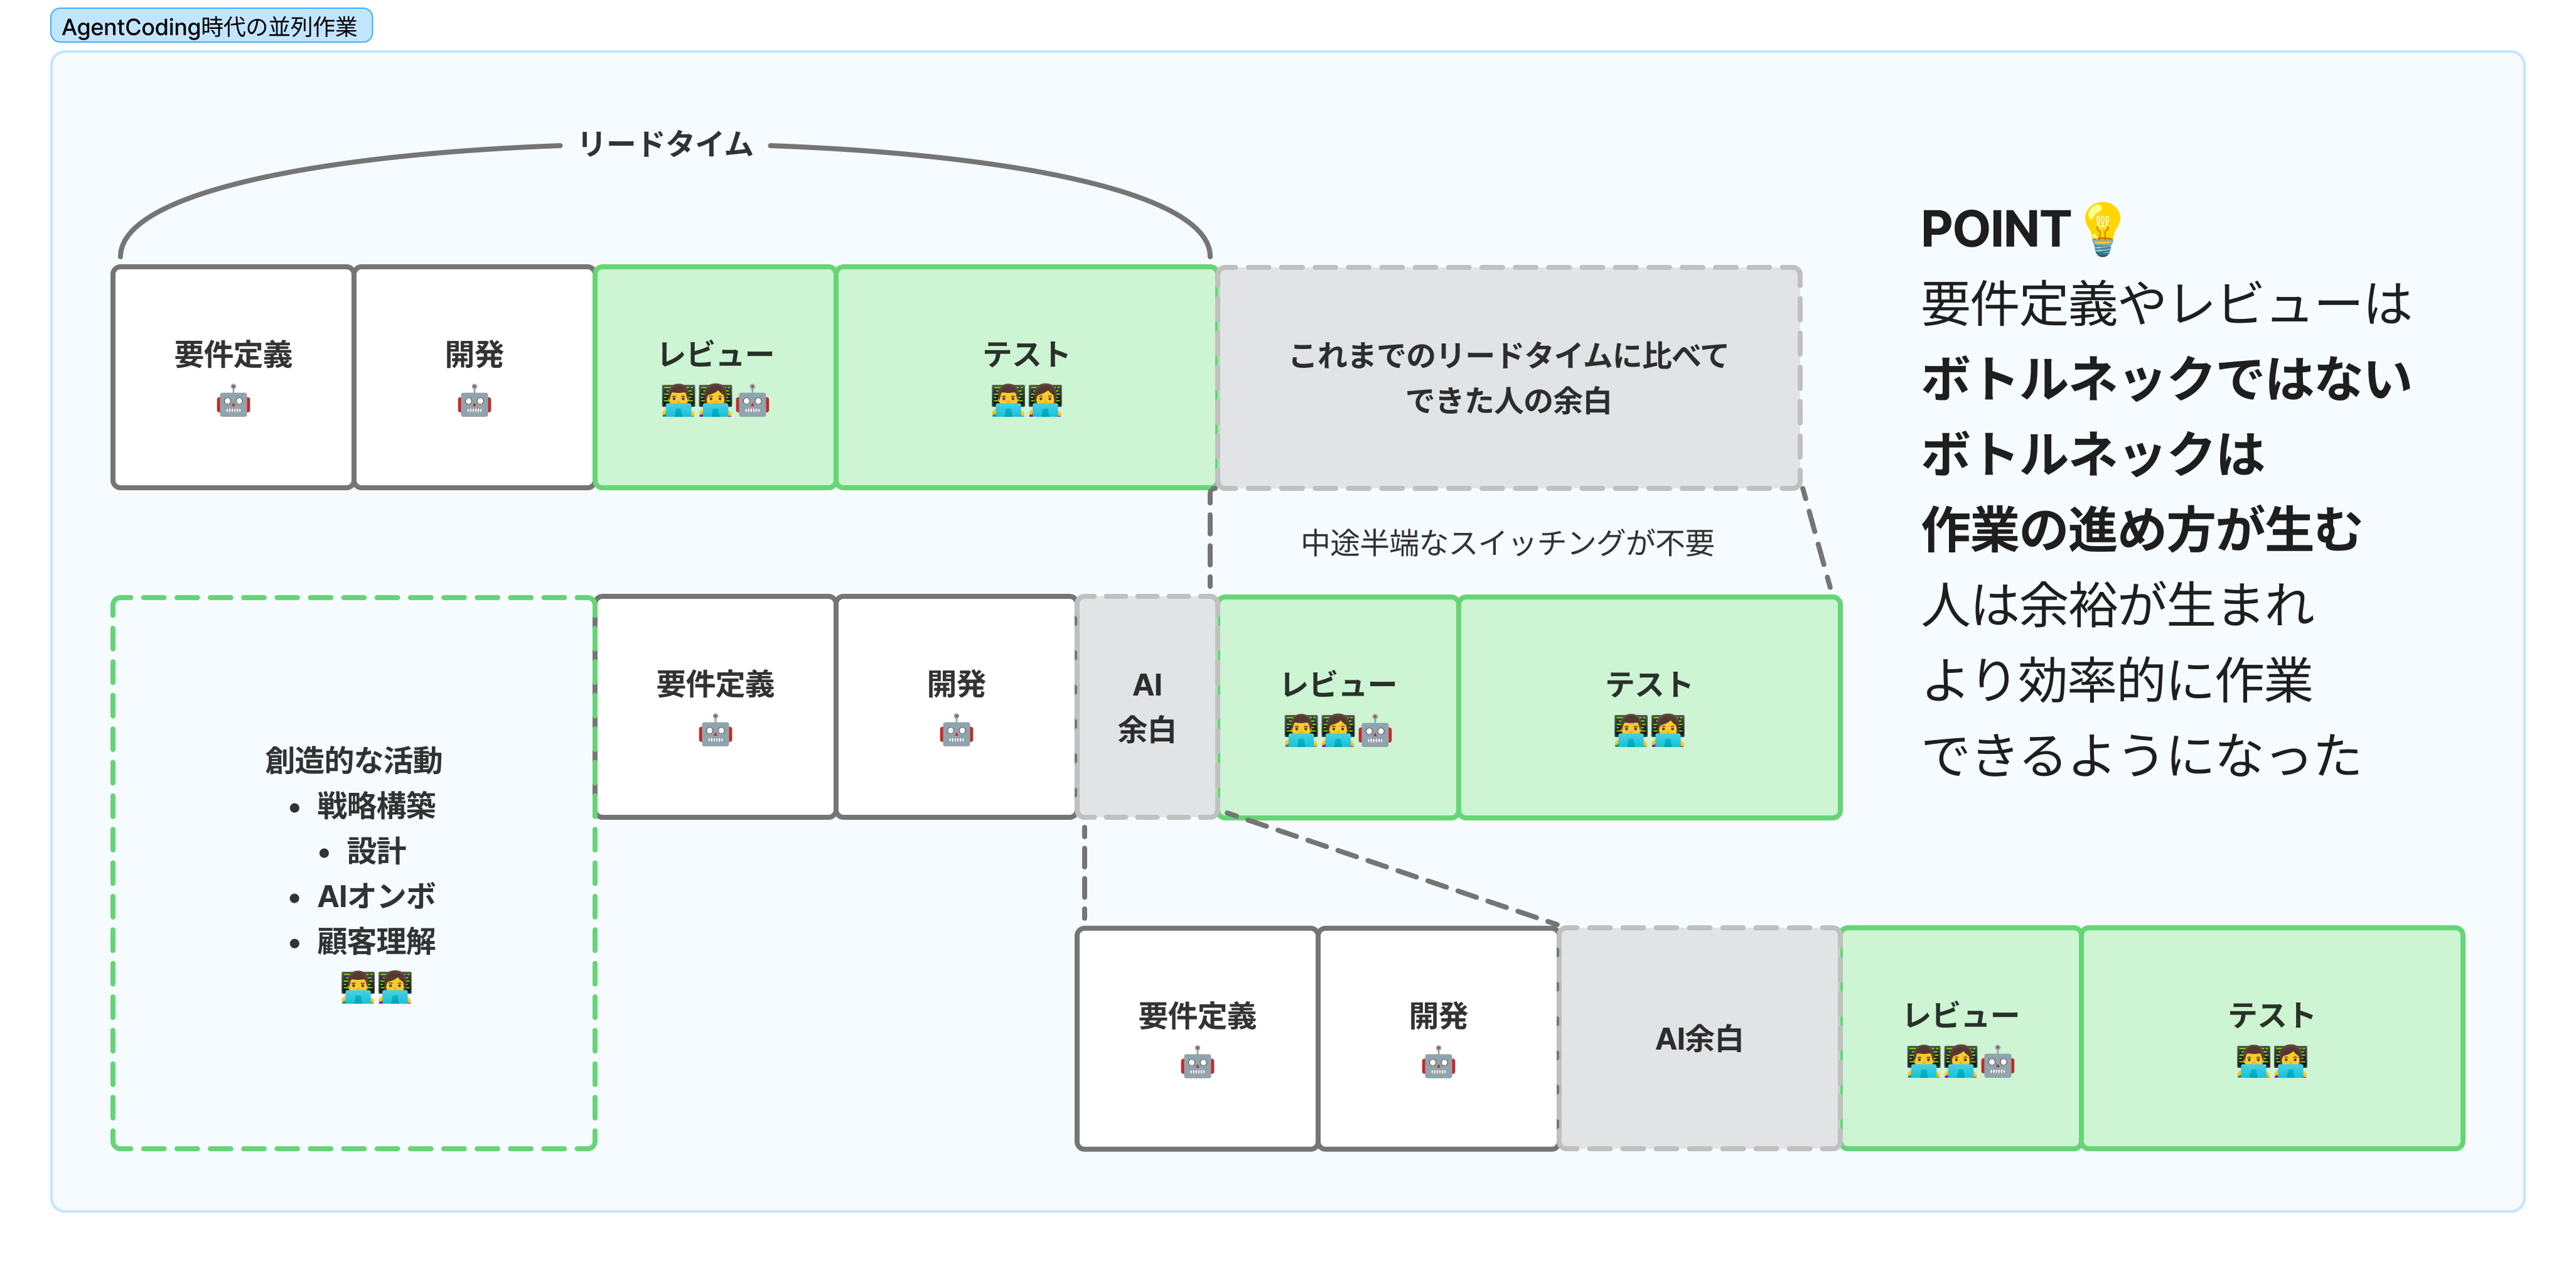 AgentCoding時代の並列作業
リードタイム
要件定義
開発
レビュー
テスト
これまでのリードタイムに比べて
できた人の余白
中途半端なスイッチングが不要
創造的な活動
• 戦略構築
• 設計
• AIオンボ
• 顧客理解
要件定義
開発
AI
余白
レビュー
テスト
要件定義
開発
AI余白
レビュー
テスト
POINT💡
要件定義やレビューは
ボトルネックではない
ボトルネックは
作業の進め方が生む
人は余裕が生まれ
より効率的に作業
できるようになった